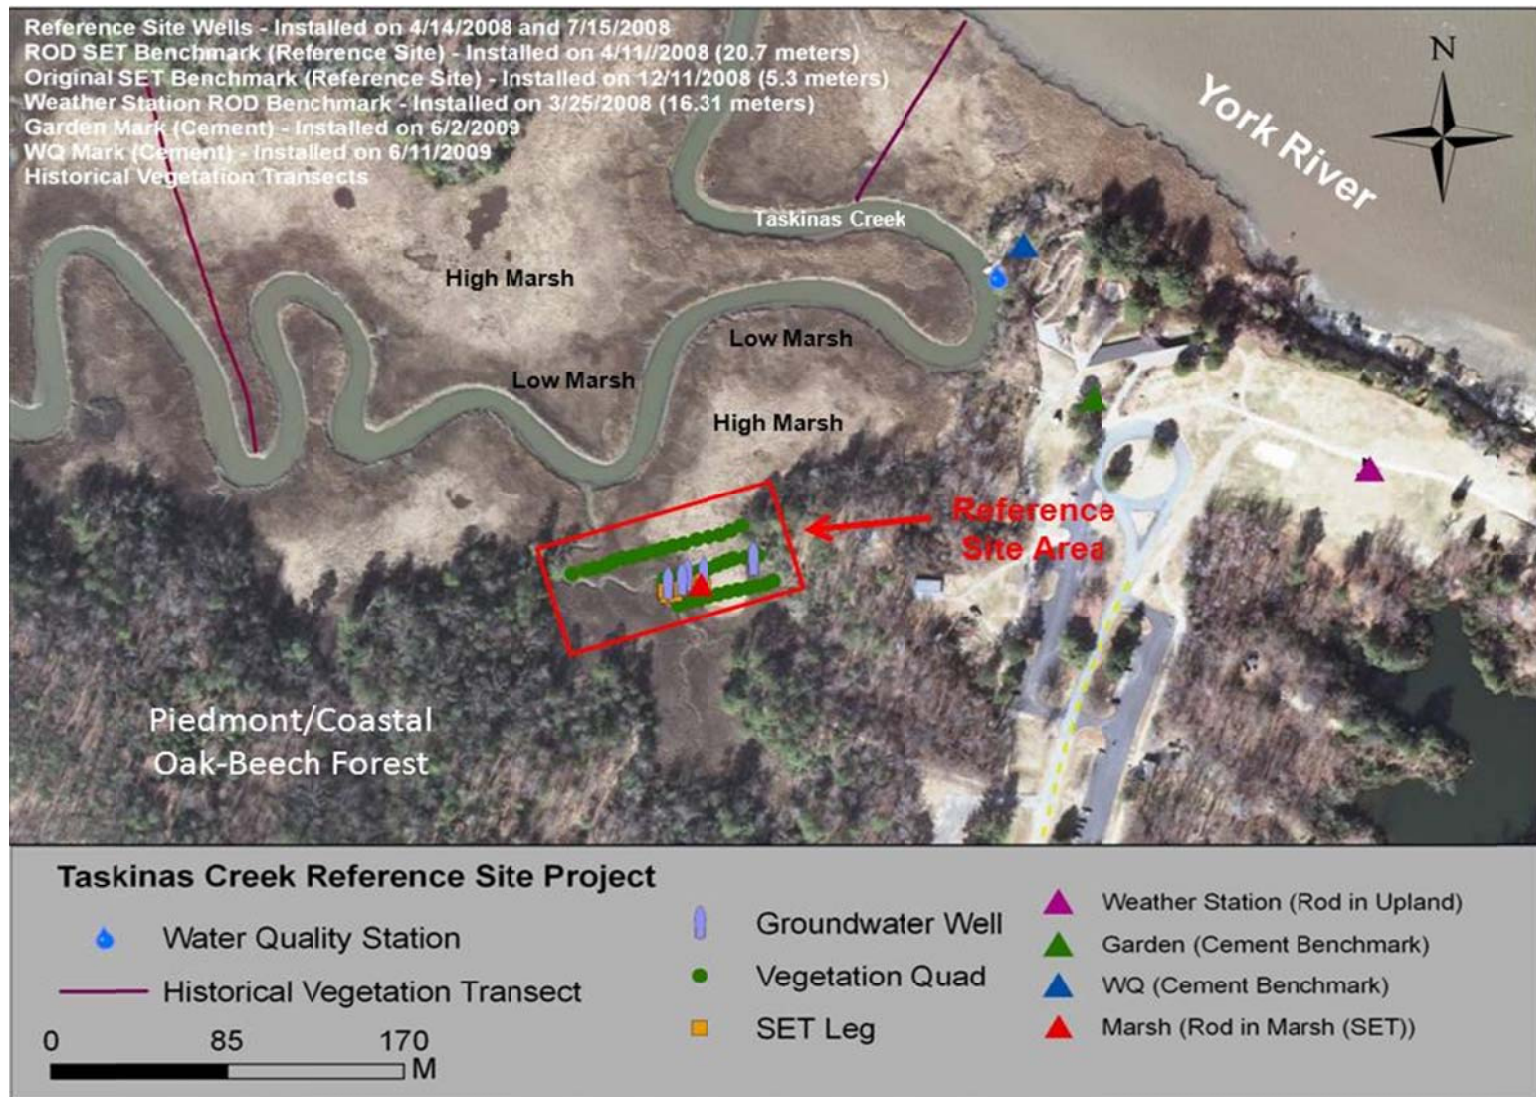 Reference Site Wells - Installed on 4/14/2008 and 7/15/2008
ROD SET Benchmark (Reference Site) - Installed on 4/11//2008 (20.7 meters)
Original SET Benchmark (Reference Site) - Installed on 12/11/2008 (5.3 meters)
Weather Station ROD Benchmark - Installed on 3/25/2008 (16.31 meters)
Garden Mark (Cement) - Installed on 6/2/2009
WQ Mark (Cement) - Installed on 6/11/2009
Historical Vegetation Transects
N
York River
Taskinas Creek
High Marsh
Low Marsh
Low Marsh
High Marsh
Reference
Site Area
Piedmont/Coastal
Oak-Beech Forest
Taskinas Creek Reference Site Project
Water Quality Station
Historical Vegetation Transect
0 85 170
M
Groundwater Well
Vegetation Quad
SET Leg
Weather Station (Rod in Upland)
Garden (Cement Benchmark)
WQ (Cement Benchmark)
Marsh (Rod in Marsh (SET))